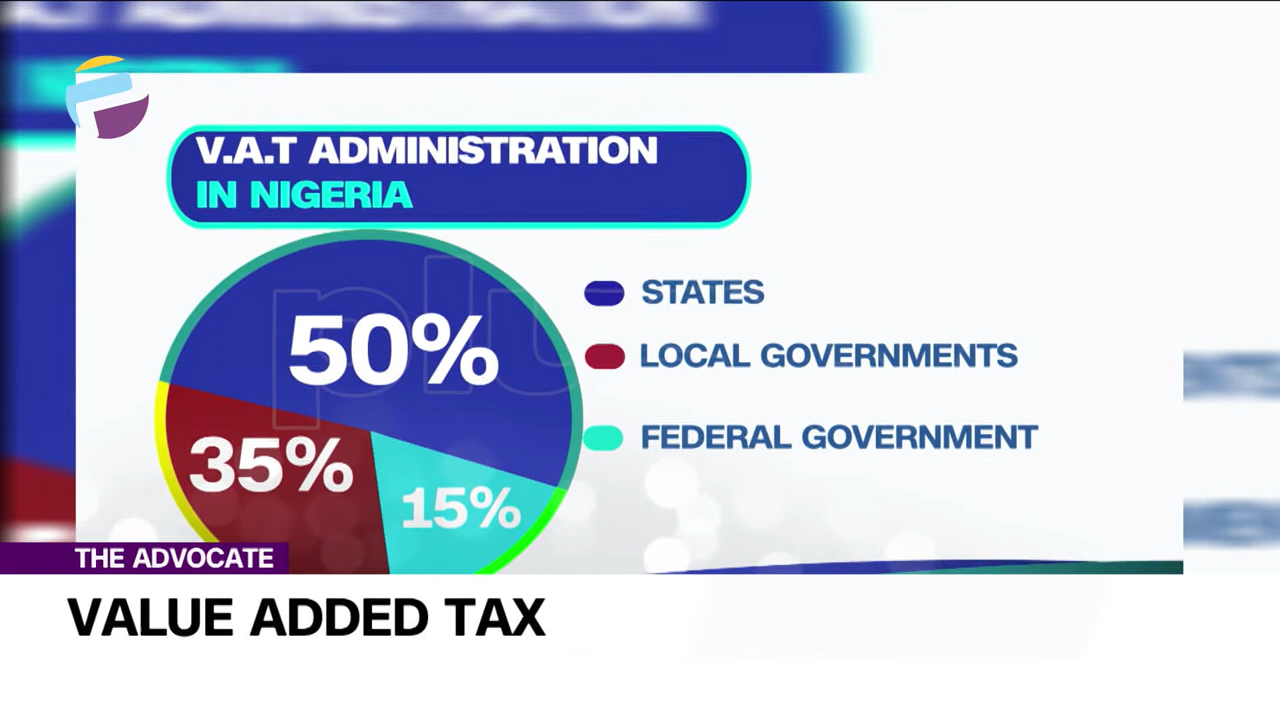 V.A.T ADMINISTRATION
IN NIGERIA
50%
35%
15%
STATES
LOCAL GOVERNMENTS
FEDERAL GOVERNMENT
THE ADVOCATE
VALUE ADDED TAX